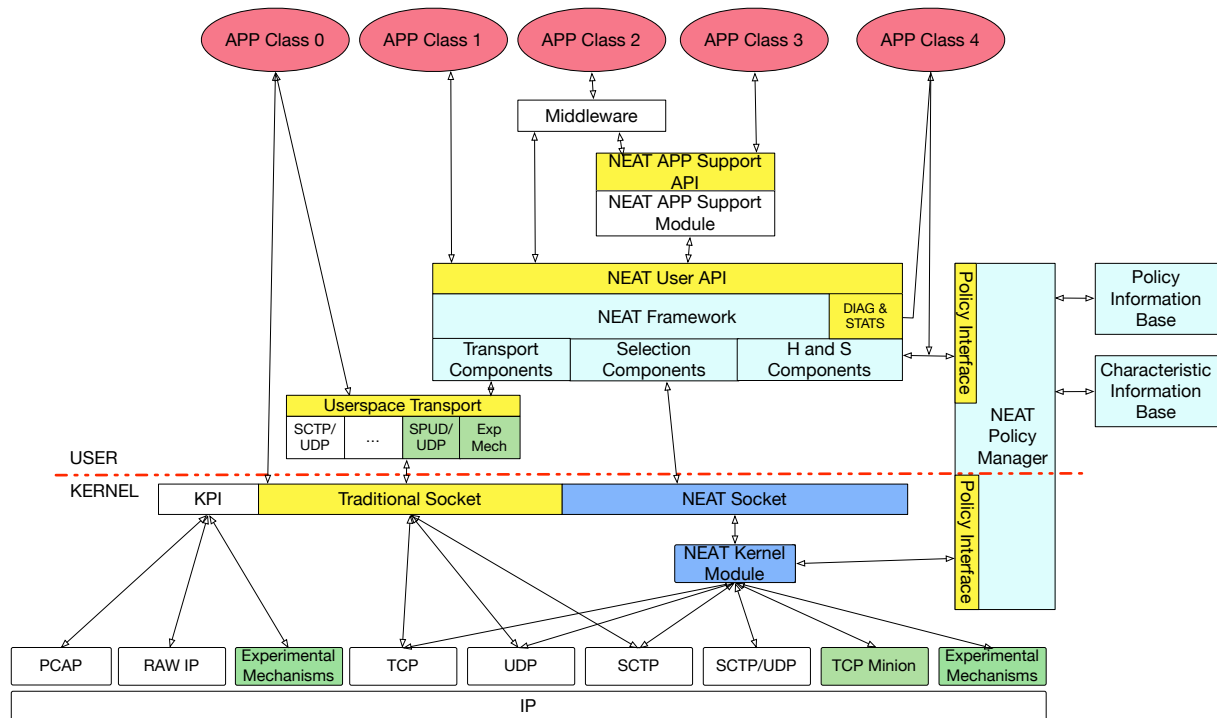 APP Class 0
APP Class 1
APP Class 2
APP Class 3
APP Class 4
Middleware
NEAT APP Support
API
NEAT APP Support
Module
NEAT User API
NEAT Framework
DIAG &
STATS
Transport
Components
Selection
Components
H and S
Components
Policy Interface
NEAT
Policy
Manager
Policy
Information
Base
Characteristic
Information
Base
Userspace Transport
SCTP/
UDP
...
SPUD/
UDP
Exp
Mech
USER
KERNEL
KPI
Traditional Socket
NEAT Socket
Policy Interface
NEAT Kernel
Module
PCAP
RAW IP
Experimental
Mechanisms
TCP
UDP
SCTP
SCTP/UDP
TCP Minion
Experimental
Mechanisms
IP